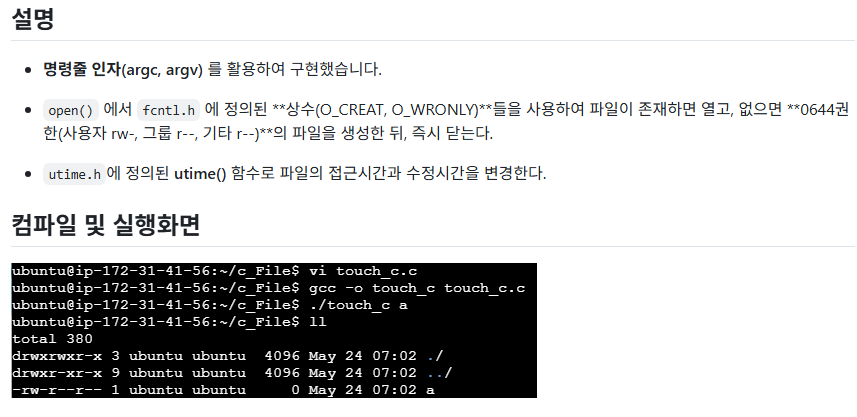 설명
명령줄 인자(argc, argv) 를 활용하여 구현했습니다.
open() 에서 fcntl.h 에 정의된 **상수(O_CREAT, O_WRONLY)**들을 사용하여 파일이 존재하면 열고, 없으면 **0644권
한(사용자 rw-, 그룹 r--, 기타 r--)**의 파일을 생성한 뒤, 즉시 닫는다.
utime.h에 정의된 utime() 함수로 파일의 접근시간과 수정시간을 변경한다.
컴파일 및 실행화면
ubuntu@ip-172-31-41-56:~/c_File$ vi touch_c.c
ubuntu@ip-172-31-41-56:~/c_File$ gcc -o touch_c touch_c.c
ubuntu@ip-172-31-41-56:~/c_File$ ./touch_c a
ubuntu@ip-172-31-41-56:~/c_File$ ll
total 380
drwxrwxr-x 3 ubuntu ubuntu  4096 May 24 07:02 ./
drwxr-xr-x 9 ubuntu ubuntu  4096 May 24 07:02 ../
-rw-r--r-- 1 ubuntu ubuntu     0 May 24 07:02 a